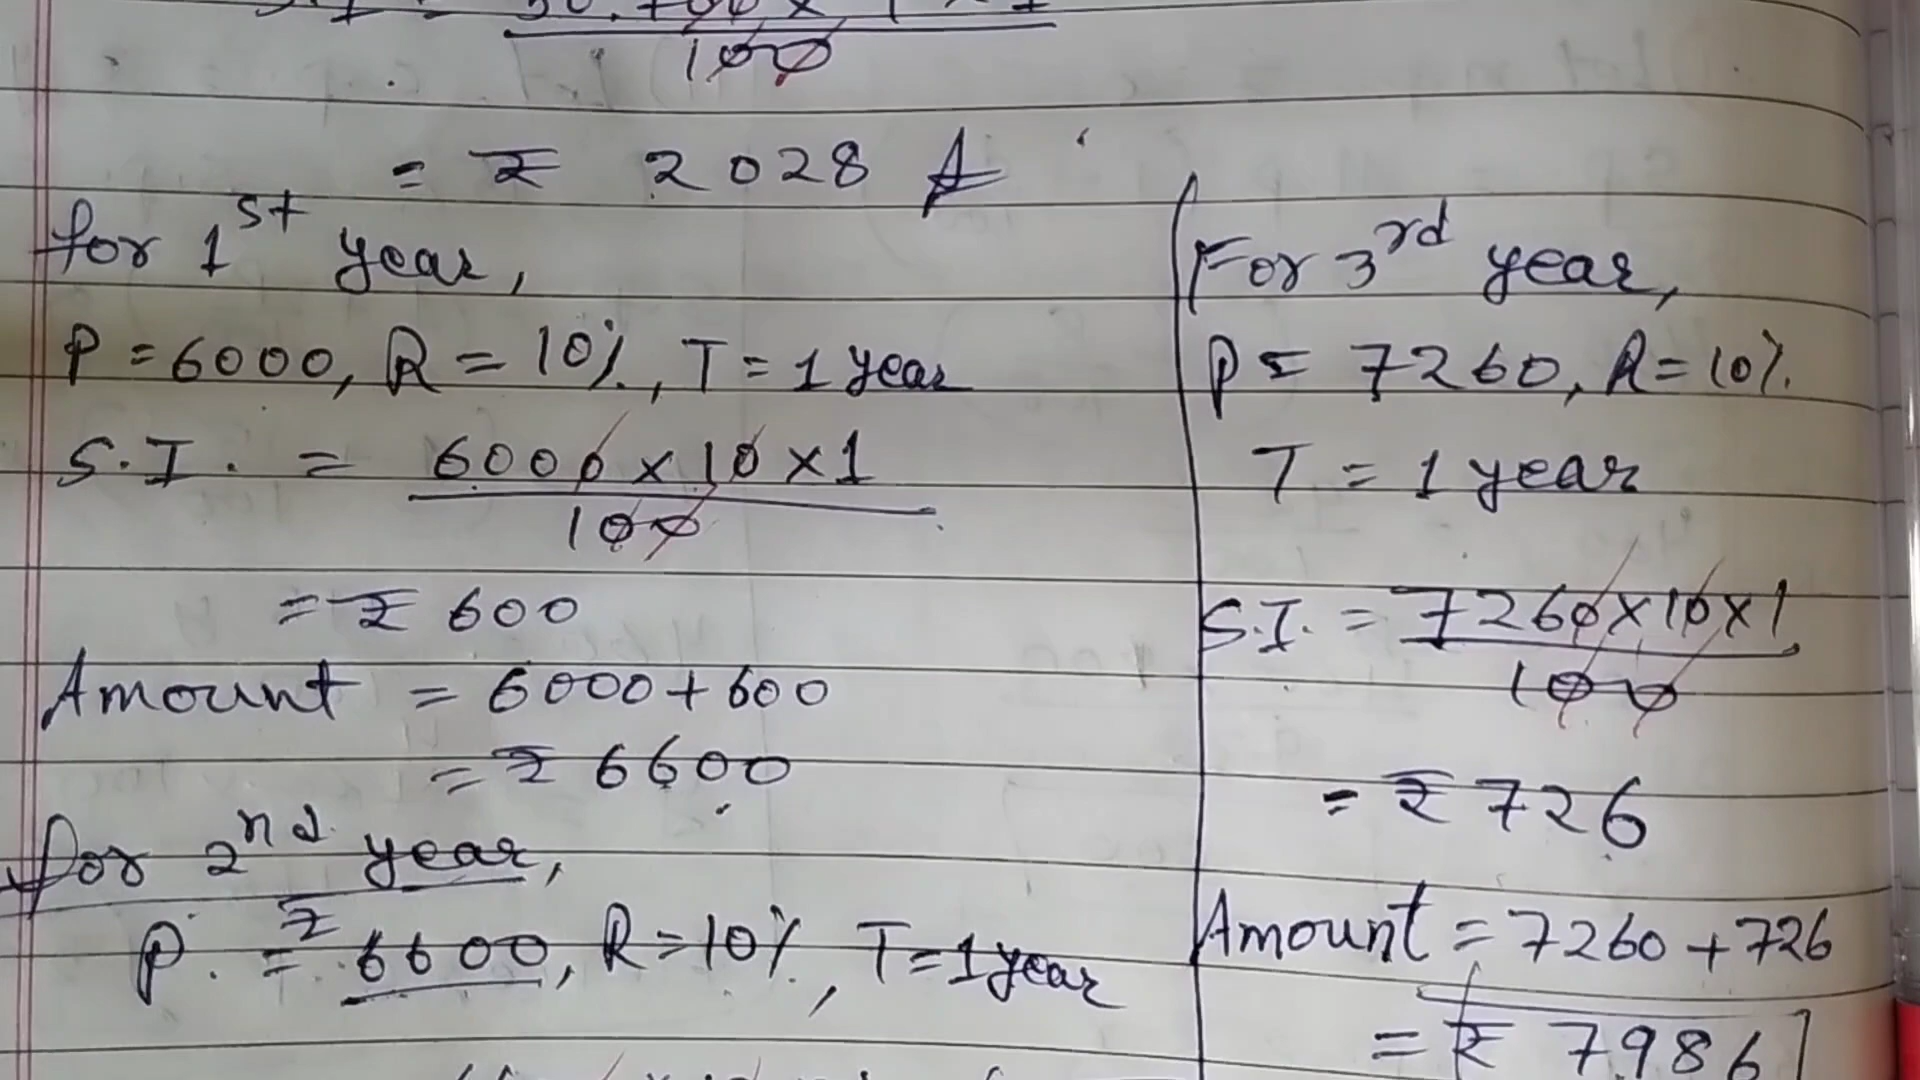 100
= ₹ 2028
for 1st year,
P = 6000, R = 10%, T = 1 year
S.I. = 6000 x 10 x 1
100
= ₹ 600
Amount = 6000 + 600
= ₹ 6600
for 2nd year,
P. = ₹ 6600, R = 10%, T = 1 year
For 3rd year,
P = 7260, R = 10%
T = 1 year
S.I. = 7260 x 10 x 1
100
= ₹ 726
Amount = 7260 + 726
= ₹ 7986